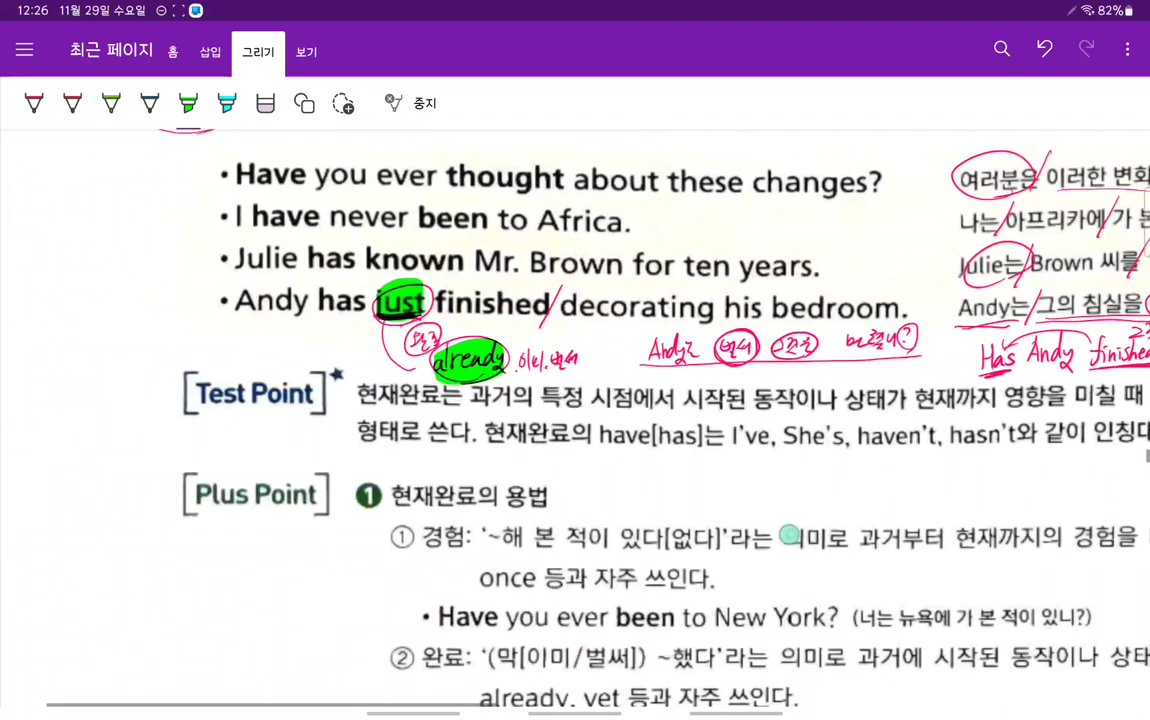 12:26 11월 29일 수요일 82%
최근 페이지 홈 삽입 그리기 보기
중지
• Have you ever thought about these changes? 여러분은 이러한 변화
• I have never been to Africa. 나는 아프리카에 가 본
• Julie has known Mr. Brown for ten years. Julie는 Brown 씨를
• Andy has just finished decorating his bedroom. Andy는 그의 침실을
already 이미. 벌써 Andy는 벌써 Has Andy finished
[Test Point]★ 현재완료는 과거의 특정 시점에서 시작된 동작이나 상태가 현재까지 영향을 미칠 때
형태로 쓴다. 현재완료의 have[has]는 I've, She's, haven't, hasn't와 같이 인칭대
[Plus Point] ❶ 현재완료의 용법
① 경험: ‘~해 본 적이 있다[없다]’라는 의미로 과거부터 현재까지의 경험을
once 등과 자주 쓰인다.
• Have you ever been to New York? (너는 뉴욕에 가 본 적이 있니?)
② 완료: ‘(막[이미/벌써]) ~했다’라는 의미로 과거에 시작된 동작이나 상태
already, yet 등과 자주 쓰인다.